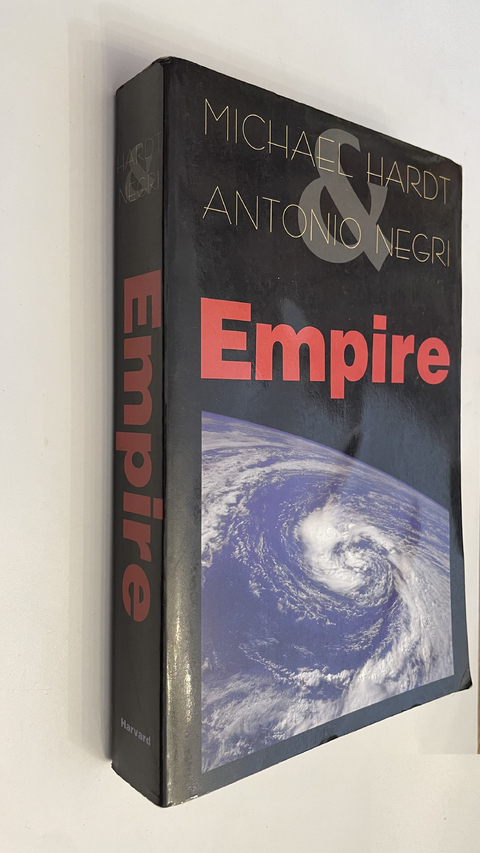 MICHAEL HARDT
&
ANTONIO NEGRI
Empire
HARDT
&
NEGRI
Empire
Harvard